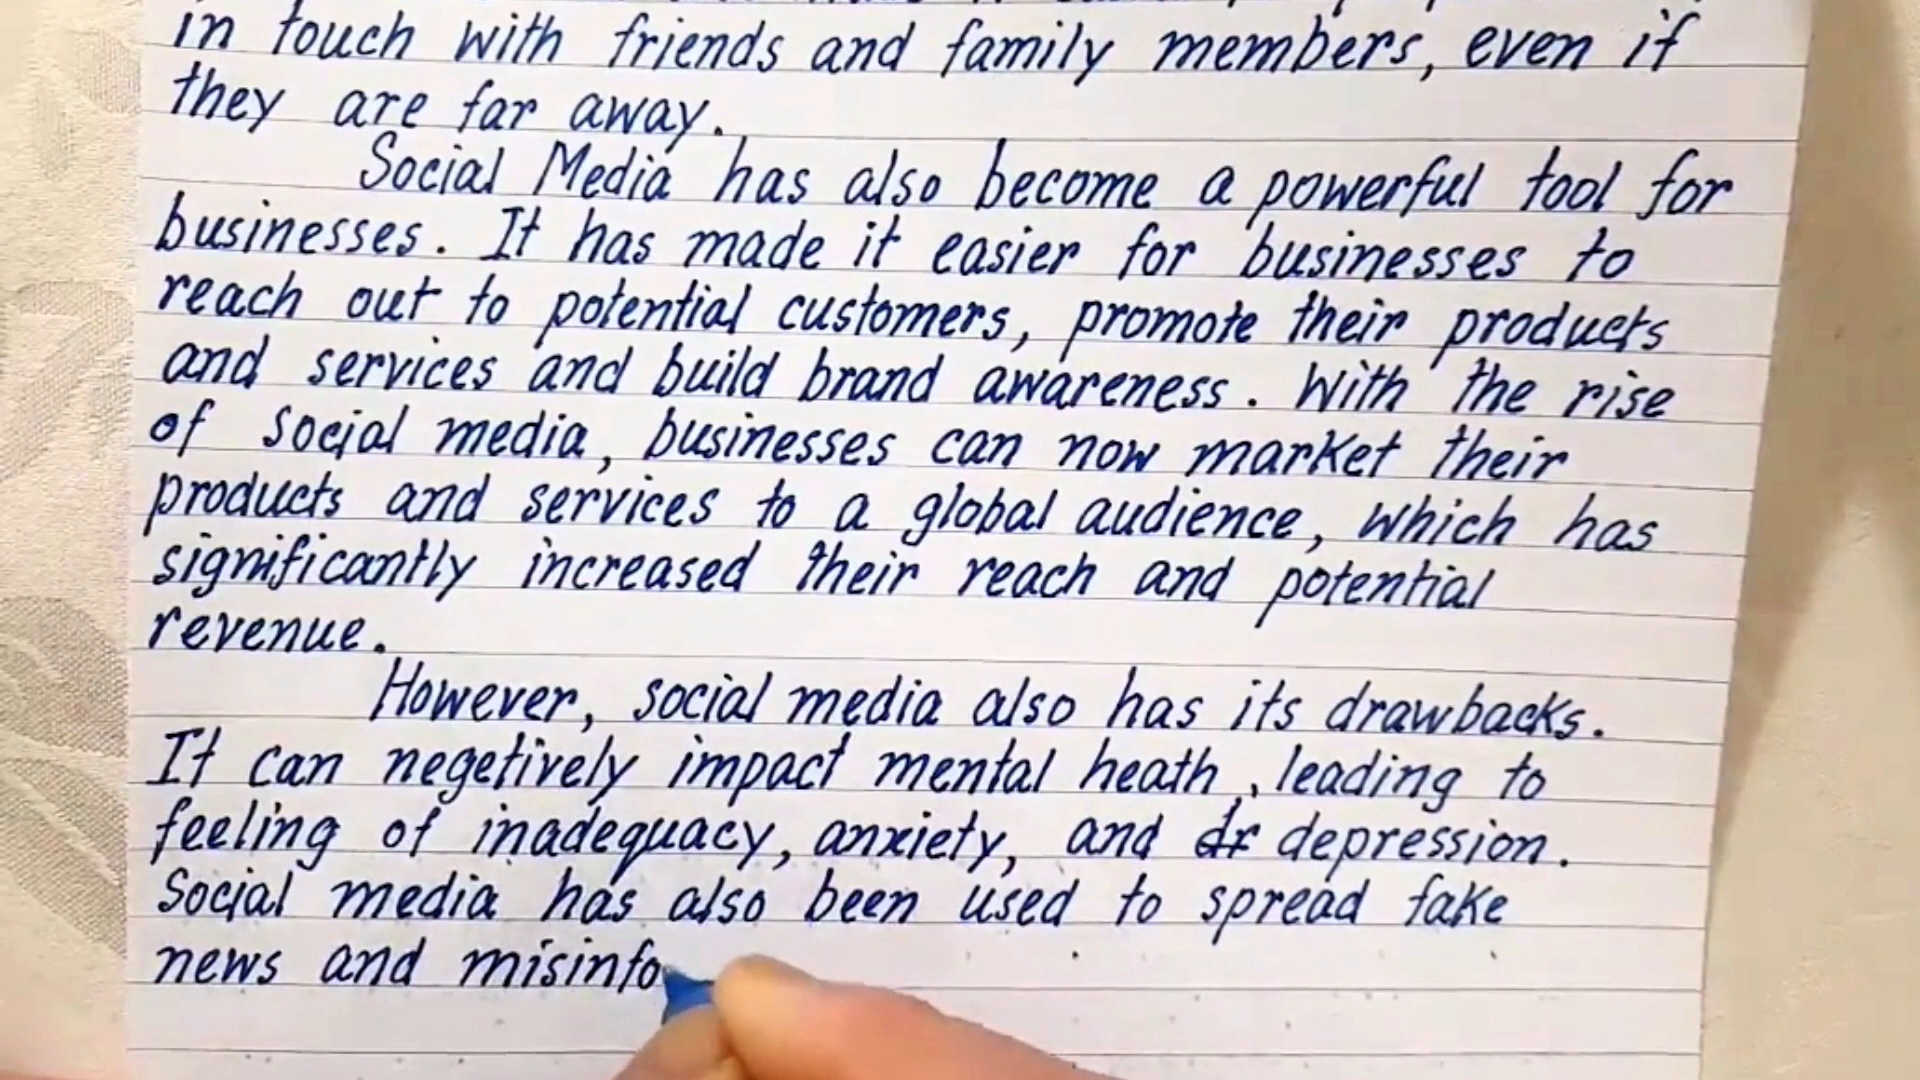 in touch with friends and family members, even if
they are far away.
Social Media has also become a powerful tool for
businesses. It has made it easier for businesses to
reach out to potential customers, promote their products
and services and build brand awareness. With the rise
of social media, businesses can now market their
products and services to a global audience, which has
significantly increased their reach and potential
revenue.
However, social media also has its drawbacks.
It can negetively impact mental heath, leading to
feeling of inadequacy, anxiety, and depression.
Social media has also been used to spread fake
news and misinfo